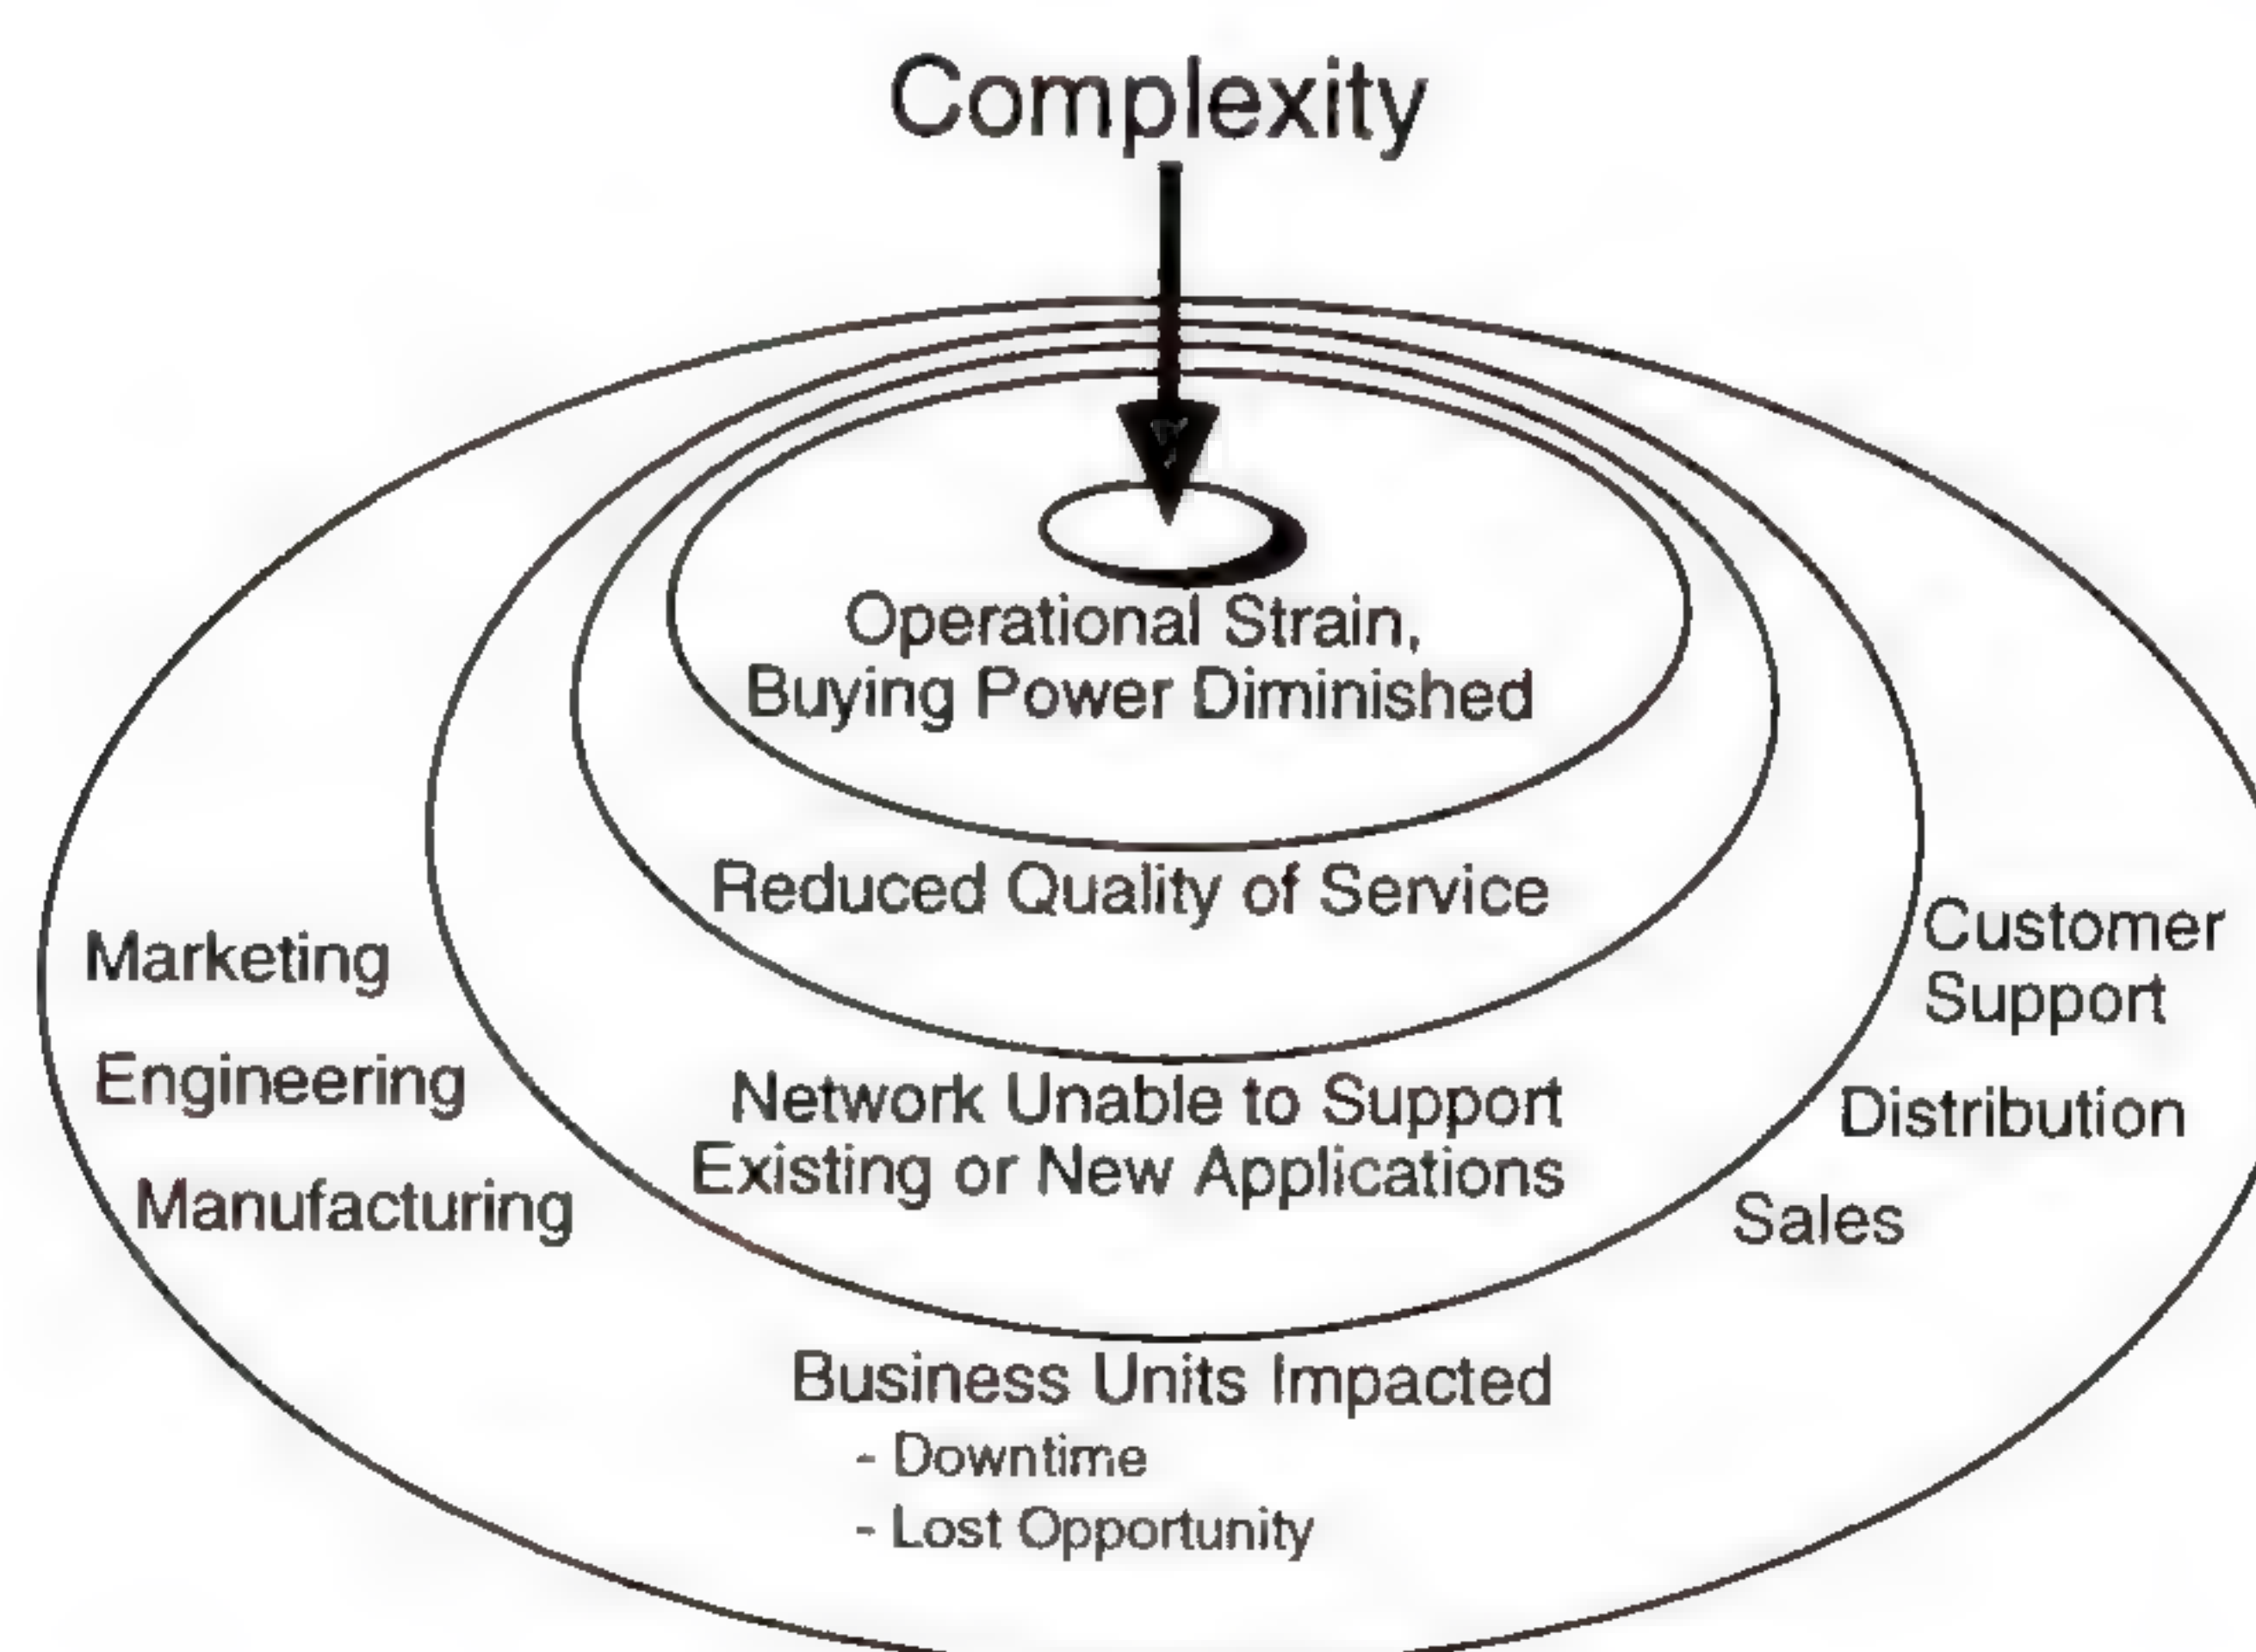 Complexity
Operational Strain,
Buying Power Diminished
Reduced Quality of Service
Marketing
Engineering
Manufacturing
Network Unable to Support
Existing or New Applications
Customer
Support
Distribution
Sales
Business Units Impacted
- Downtime
- Lost Opportunity